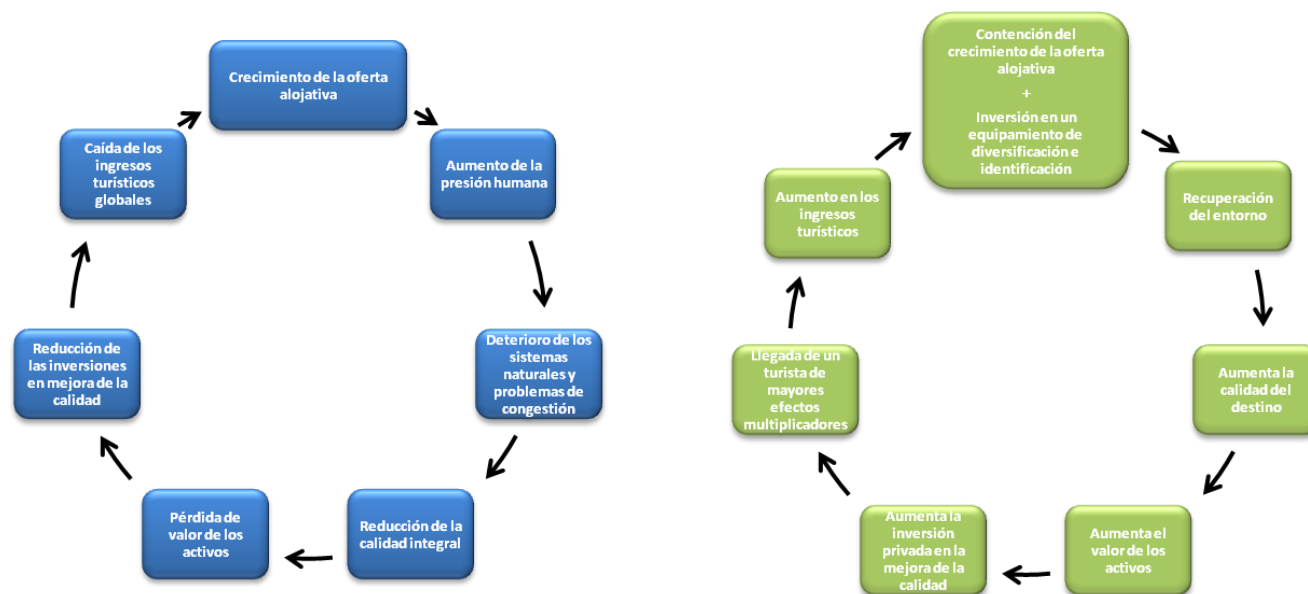 Crecimiento de la oferta
alojativa
Aumento de la
presión humana
Deterioro de los
sistemas
naturales y
problemas de
congestión
Reducción de la
calidad integral
Pérdida de
valor de los
activos
Reducción de
las inversiones
en mejora de la
calidad
Caída de los
ingresos
turísticos
globales
Contención del
crecimiento de la oferta
alojativa
+
Inversión en un
equipamiento de
diversificación e
identificación
Recuperación
del entorno
Aumenta la
calidad del
destino
Aumenta el
valor de los
activos
Aumenta la
inversión
privada en la
mejora de la
calidad
Llegada de un
turista de
mayores
efectos
multiplicadores
Aumento en los
ingresos
turísticos